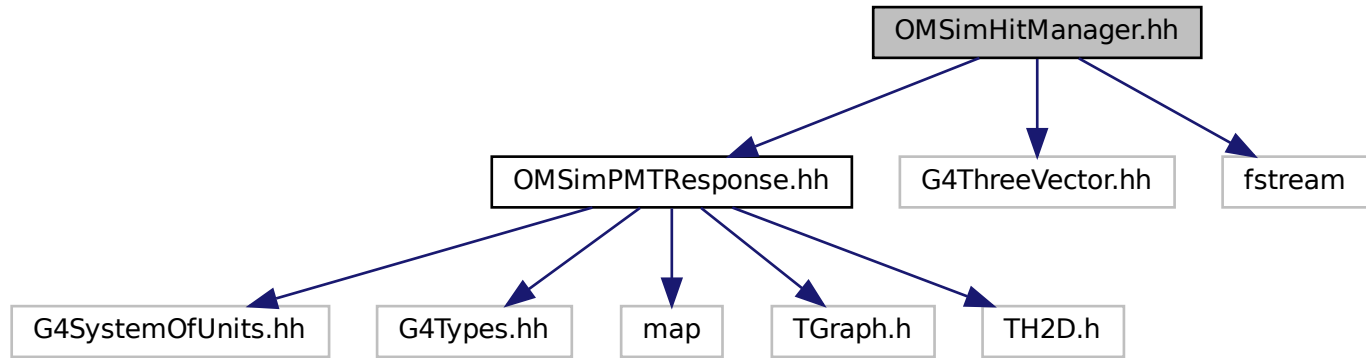 OMSimHitManager.hh
OMSimPMTResponse.hh
G4ThreeVector.hh
fstream
G4SystemOfUnits.hh
G4Types.hh
map
TGraph.h
TH2D.h